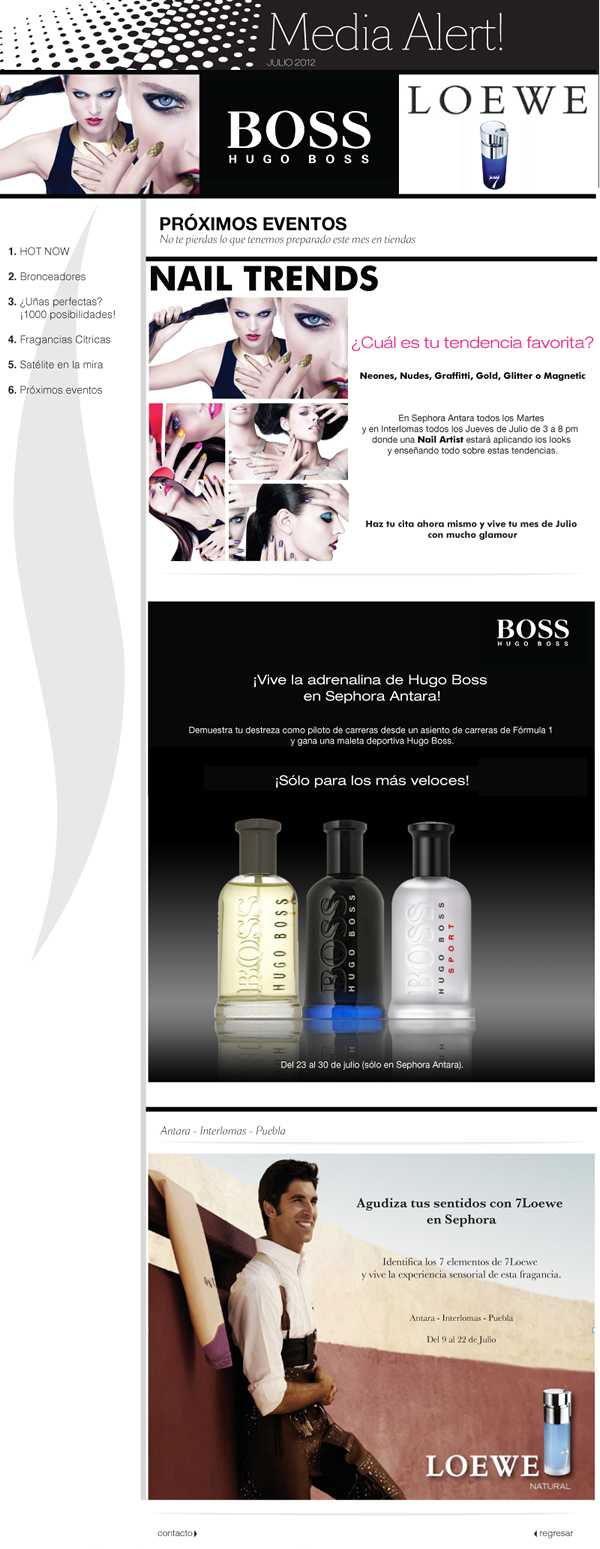 Media Alert!
JULIO 2012
BOSS
HUGO BOSS
LOEWE
7
PRÓXIMOS EVENTOS
No te pierdas lo que tenemos preparado este mes en tiendas
1. HOT NOW
2. Bronceadores
3. ¿Uñas perfectas?
¡1000 posibilidades!
4. Fragancias Cítricas
5. Satélite en la mira
6. Próximos eventos
NAIL TRENDS
¿Cuál es tu tendencia favorita?
Neones, Nudes, Graffitti, Gold, Glitter o Magnetic
En Sephora Antara todos los Martes
y en Interlomas todos los Jueves de Julio de 3 a 8 pm
donde una Nail Artist estará aplicando los looks
y enseñando todo sobre estas tendencias.
Haz tu cita ahora mismo y vive tu mes de Julio
con mucho glamour
BOSS
HUGO BOSS
¡Vive la adrenalina de Hugo Boss
en Sephora Antara!
Demuestra tu destreza como piloto de carreras desde un asiento de carreras de Fórmula 1
y gana una maleta deportiva Hugo Boss.
¡Sólo para los más veloces!
BOSS
HUGO BOSS
BOSS
HUGO BOSS
BOSS
HUGO BOSS
SPORT
Del 23 al 30 de julio (sólo en Sephora Antara).
Antara - Interlomas - Puebla
Agudiza tus sentidos con 7Loewe
en Sephora
Identifica los 7 elementos de 7Loewe
y vive la experiencia sensorial de esta fragancia.
Antara - Interlomas - Puebla
Del 9 al 22 de Julio
LOEWE
7
NATURAL
contacto
regresar